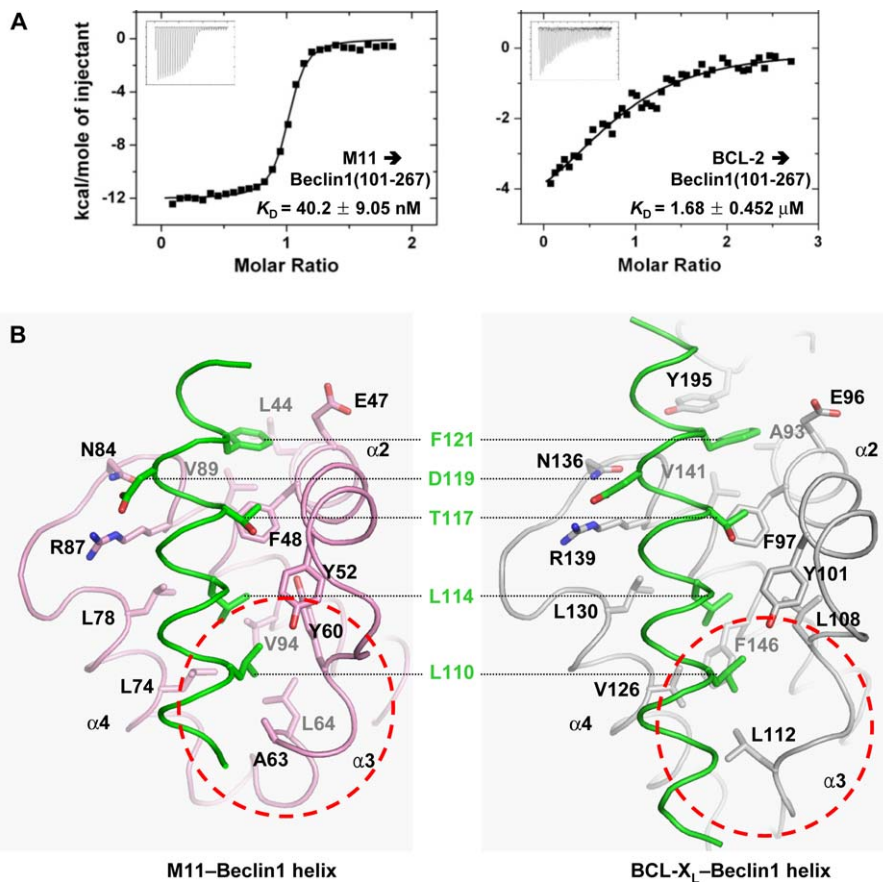 A
0
-4
-8
-12
kcal/mole of injectant
M11 ➔
Beclin1(101-267)
KD = 40.2 ± 9.05 nM
0 1 2
Molar Ratio
0
-2
-4
BCL-2 ➔
Beclin1(101-267)
KD = 1.68 ± 0.452 μM
0 1 2 3
Molar Ratio
B
L44
E47
α2
N84
V89
R87
F48
Y52
L78
Y60
V94
L74
L64
α4
A63
α3
F121
D119
T117
L114
L110
Y195
E96
A93
α2
N136
V141
R139
F97
Y101
L130
L108
F146
V126
L112
α4
α3
M11–Beclin1 helix
BCL-XL–Beclin1 helix